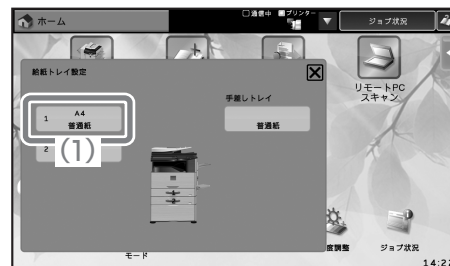 ホーム
通信中
プリンター
ジョブ状況
給紙トレイ設定
リモートPC
スキャン
手差しトレイ
1
A4
普通紙
普通紙
2
(1)
モード
度調整
ジョブ状況
14:22